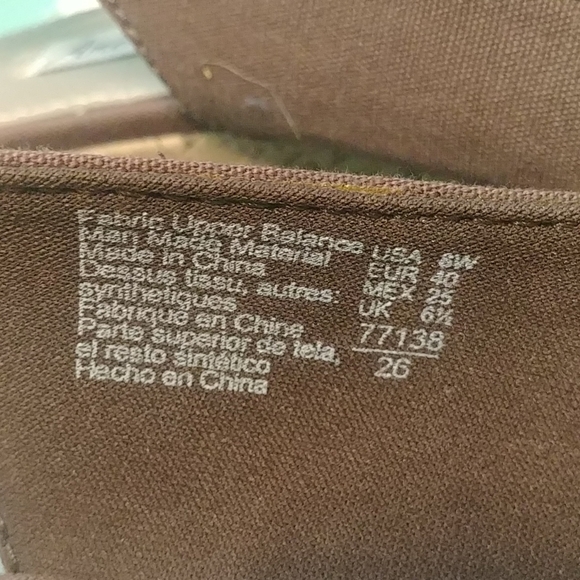 Fabric Upper Balance
Man Made Material
Made in China
Dessus tissu, autres:
synthetiques
Fabrique en Chine
Parte superior de tela,
el resto sintético
Hecho en China
USA 8W
EUR 40
MEX 25
UK 6½
77138
26